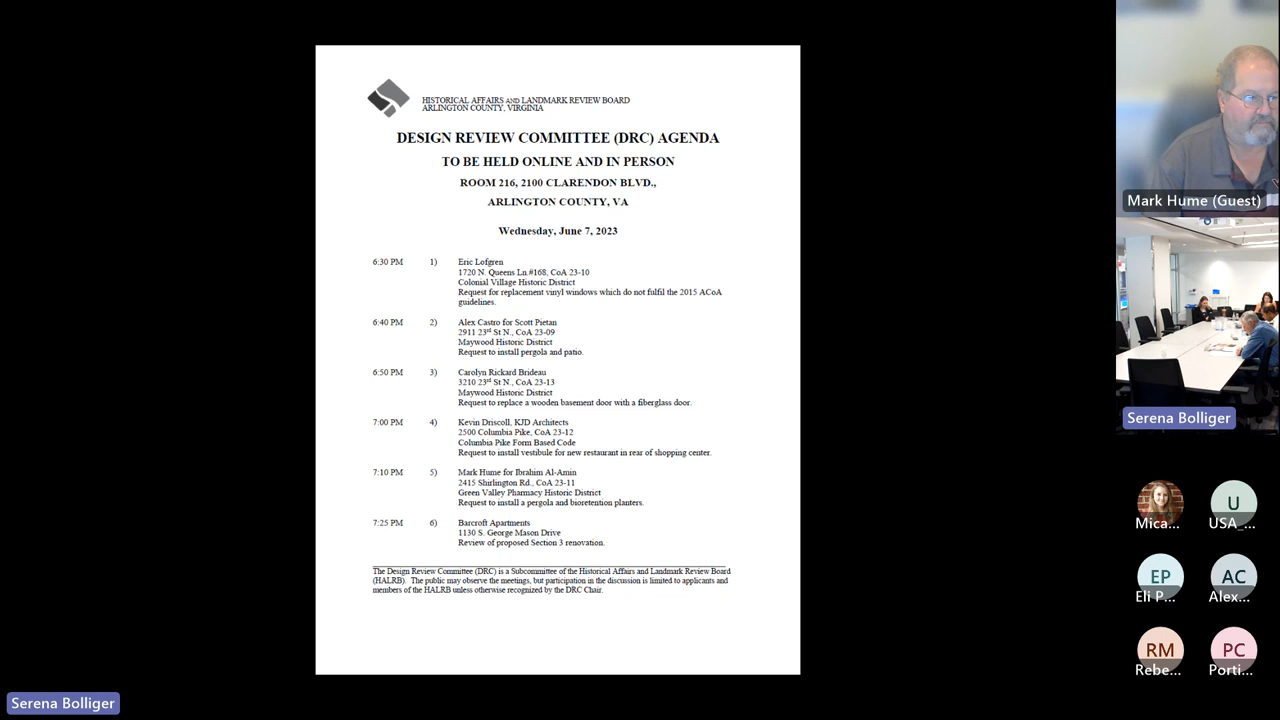 HISTORICAL AFFAIRS AND LANDMARK REVIEW BOARD
ARLINGTON COUNTY, VIRGINIA
DESIGN REVIEW COMMITTEE (DRC) AGENDA
TO BE HELD ONLINE AND IN PERSON
ROOM 216, 2100 CLARENDON BLVD.,
ARLINGTON COUNTY, VA
Wednesday, June 7, 2023
6:30 PM 1) Eric Lofgren
1720 N. Queens Ln #168, CoA 23-10
Colonial Village Historic District
Request for replacement vinyl windows which do not fulfil the 2015 ACoA
guidelines.
6:40 PM 2) Alex Castro for Scott Pietan
2911 23rd St N., CoA 23-09
Maywood Historic District
Request to install pergola and patio.
6:50 PM 3) Carolyn Rickard Brideau
3210 23rd St N., CoA 23-13
Maywood Historic District
Request to replace a wooden basement door with a fiberglass door.
7:00 PM 4) Kevin Driscoll, KJD Architects
2500 Columbia Pike, CoA 23-12
Columbia Pike Form Based Code
Request to install vestibule for new restaurant in rear of shopping center.
7:10 PM 5) Mark Hume for Ibrahim Al-Amin
2415 Shirlington Rd., CoA 23-11
Green Valley Pharmacy Historic District
Request to install a pergola and bioretention planters.
7:25 PM 6) Barcroft Apartments
1130 S. George Mason Drive
Review of proposed Section 3 renovation.
The Design Review Committee (DRC) is a Subcommittee of the Historical Affairs and Landmark Review Board
(HALRB). The public may observe the meetings, but participation in the discussion is limited to applicants and
members of the HALRB unless otherwise recognized by the DRC Chair.
Serena Bolliger
Mark Hume (Guest)
Serena Bolliger
U
Mica... USA_...
EP AC
Eli P... Alex...
RM PC
Rebe... Porti...